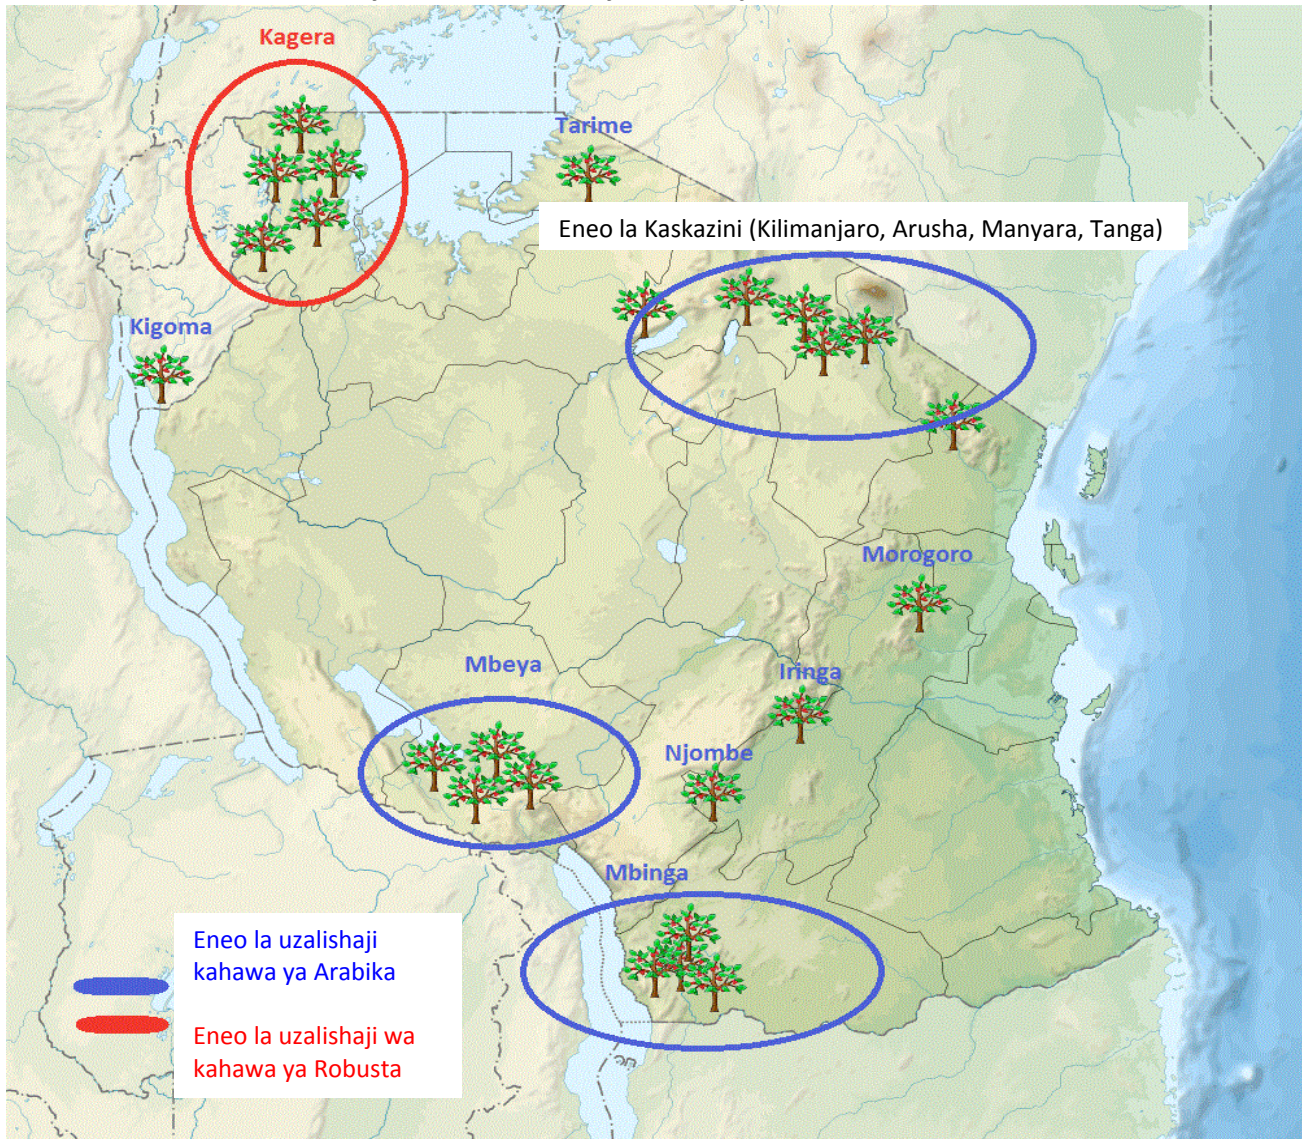 Kagera
Tarime
Eneo la Kaskazini (Kilimanjaro, Arusha, Manyara, Tanga)
Kigoma
Morogoro
Mbeya
Iringa
Njombe
Mbinga
Eneo la uzalishaji
kahawa ya Arabika
Eneo la uzalishaji wa
kahawa ya Robusta